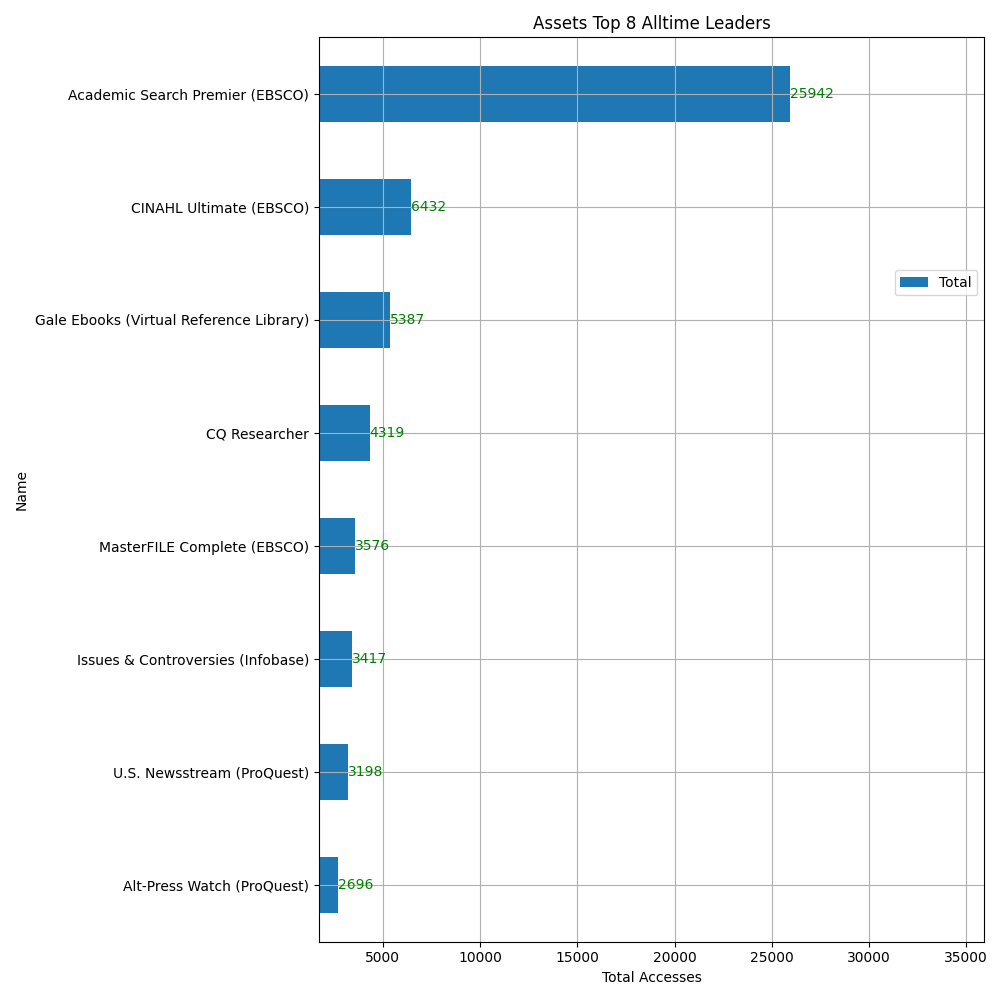 Assets Top 8 Alltime Leaders
Academic Search Premier (EBSCO)
25942
CINAHL Ultimate (EBSCO)
6432
Total
Gale Ebooks (Virtual Reference Library)
5387
CQ Researcher
4319
Name
MasterFILE Complete (EBSCO)
3576
Issues & Controversies (Infobase)
3417
U.S. Newsstream (ProQuest)
3198
Alt-Press Watch (ProQuest)
2696
5000 10000 15000 20000 25000 30000 35000
Total Accesses